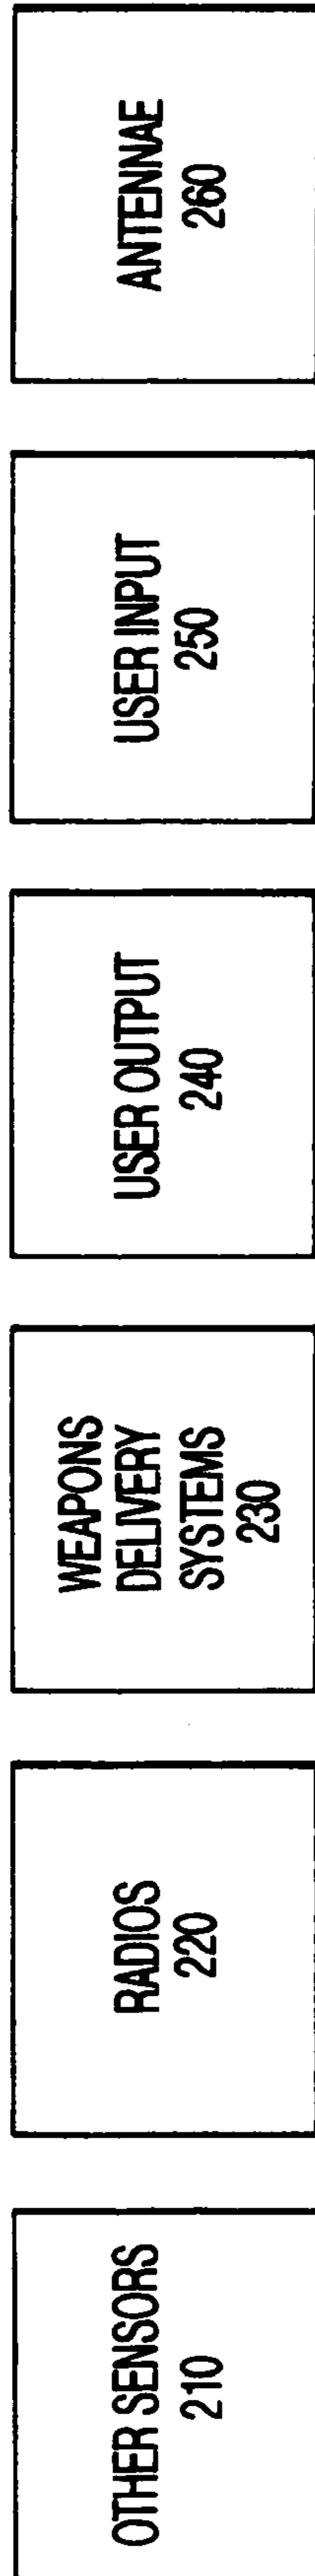 OTHER SENSORS
210
RADIOS
220
WEAPONS
DELIVERY
SYSTEMS
230
USER OUTPUT
240
USER INPUT
250
ANTENNAE
260